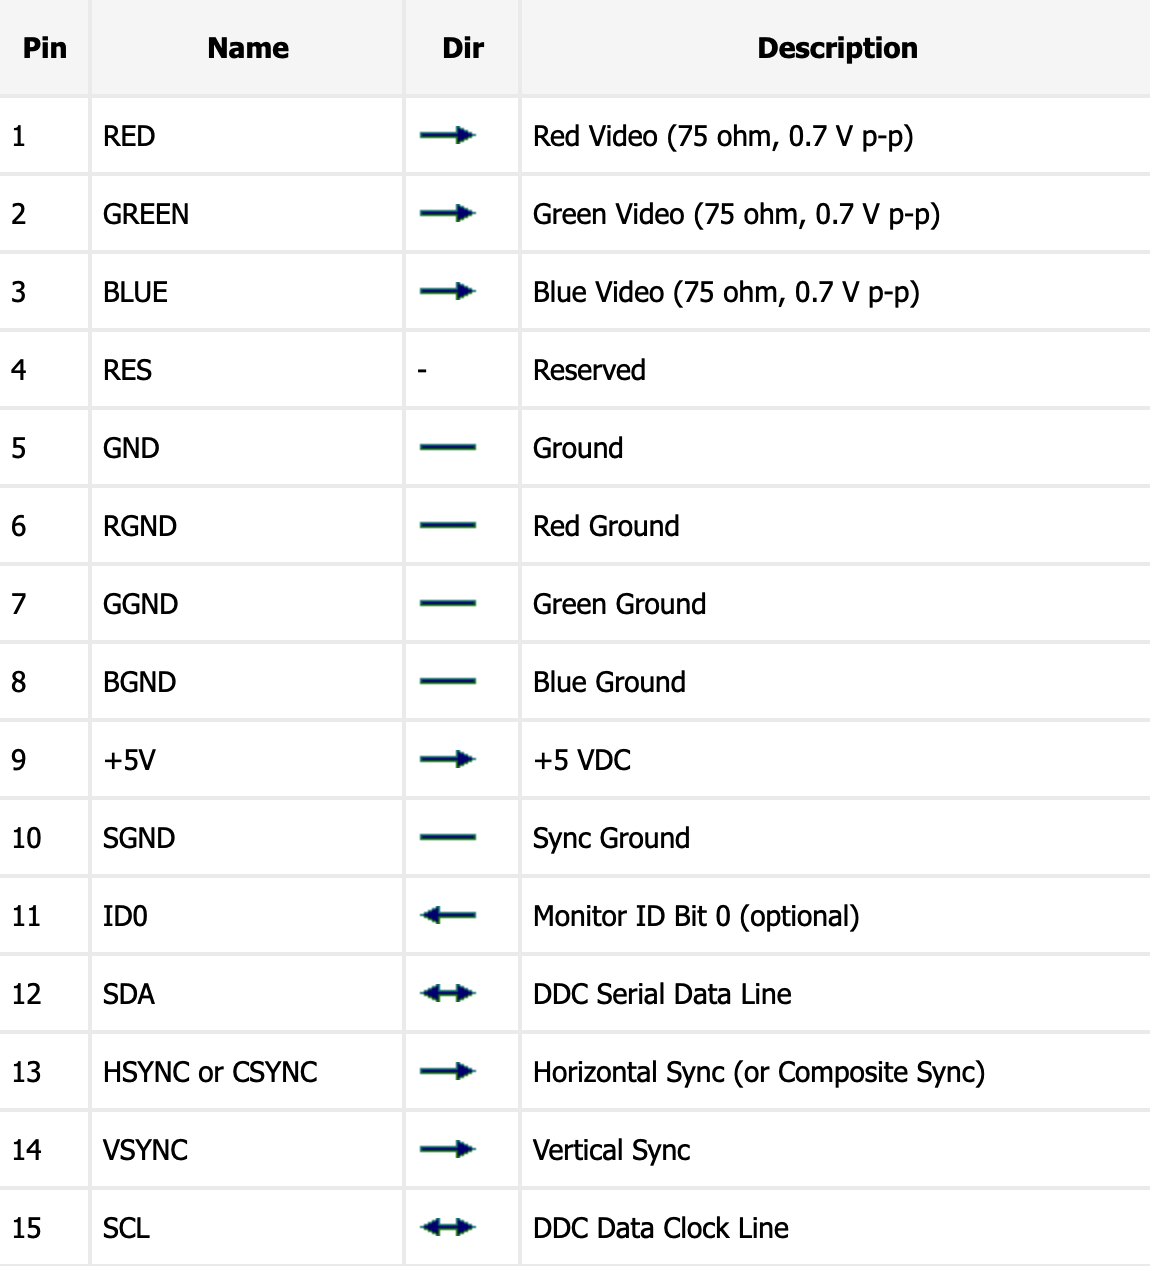 Pin Name Dir Description
1 RED Red Video (75 ohm, 0.7 V p-p)
2 GREEN Green Video (75 ohm, 0.7 V p-p)
3 BLUE Blue Video (75 ohm, 0.7 V p-p)
4 RES - Reserved
5 GND Ground
6 RGND Red Ground
7 GGND Green Ground
8 BGND Blue Ground
9 +5V +5 VDC
10 SGND Sync Ground
11 ID0 Monitor ID Bit 0 (optional)
12 SDA DDC Serial Data Line
13 HSYNC or CSYNC Horizontal Sync (or Composite Sync)
14 VSYNC Vertical Sync
15 SCL DDC Data Clock Line